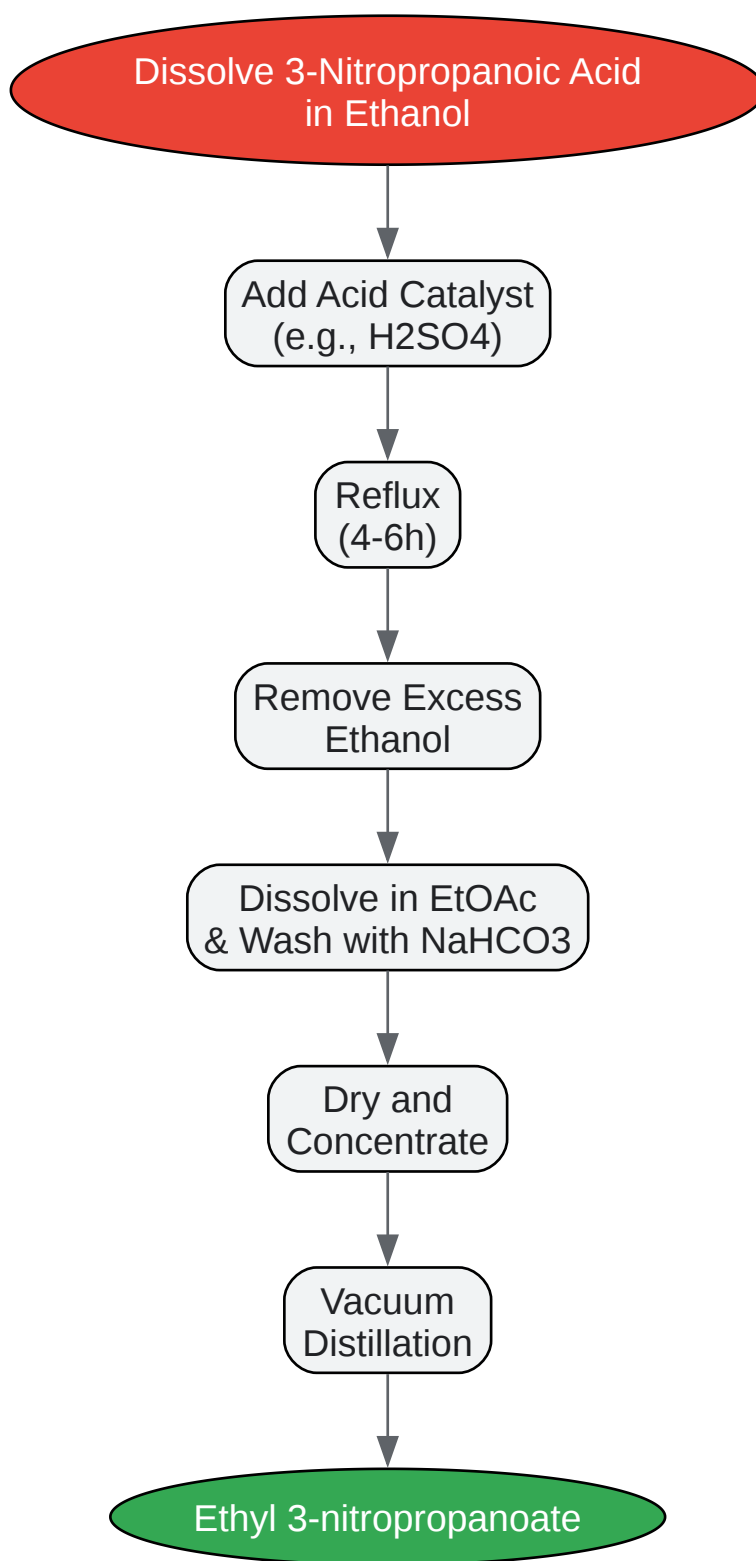 Dissolve 3-Nitropropanoic Acid
in Ethanol
Add Acid Catalyst
(e.g., H2SO4)
Reflux
(4-6h)
Remove Excess
Ethanol
Dissolve in EtOAc
& Wash with NaHCO3
Dry and
Concentrate
Vacuum
Distillation
Ethyl 3-nitropropanoate